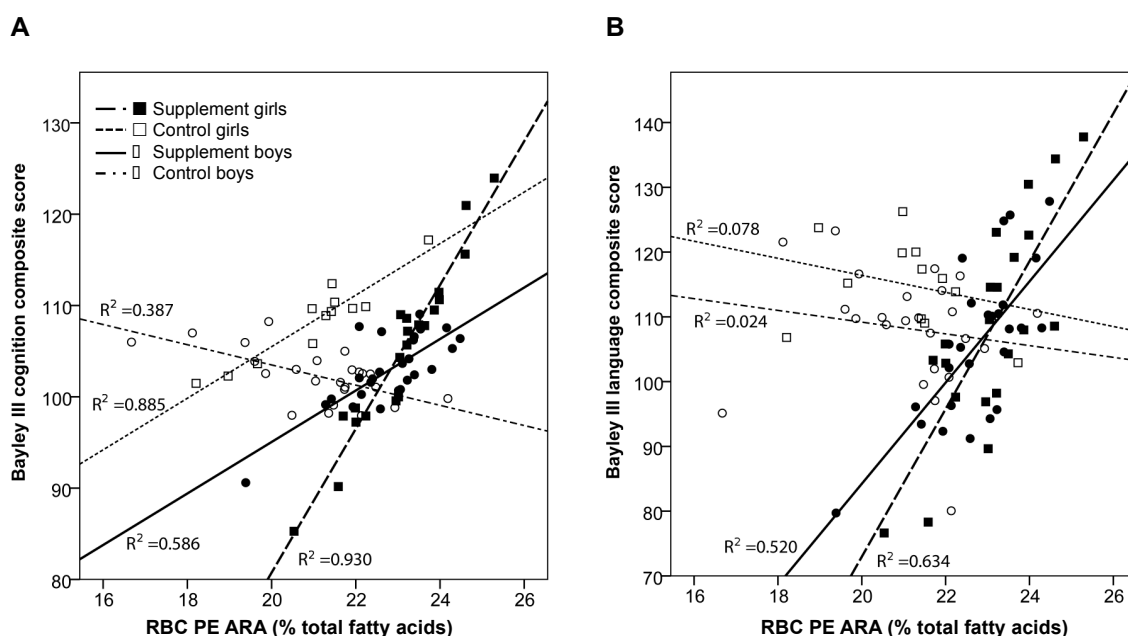 A
Bayley III cognition composite score
130
120
110
100
90
80
Supplement girls
Control girls
Supplement boys
Control boys
R² =0.387
R² =0.885
R² =0.586
R² =0.930
16 18 20 22 24 26
RBC PE ARA (% total fatty acids)
B
Bayley III language composite score
140
130
120
110
100
90
80
70
R² =0.078
R² =0.024
R² =0.520
R² =0.634
16 18 20 22 24 26
RBC PE ARA (% total fatty acids)